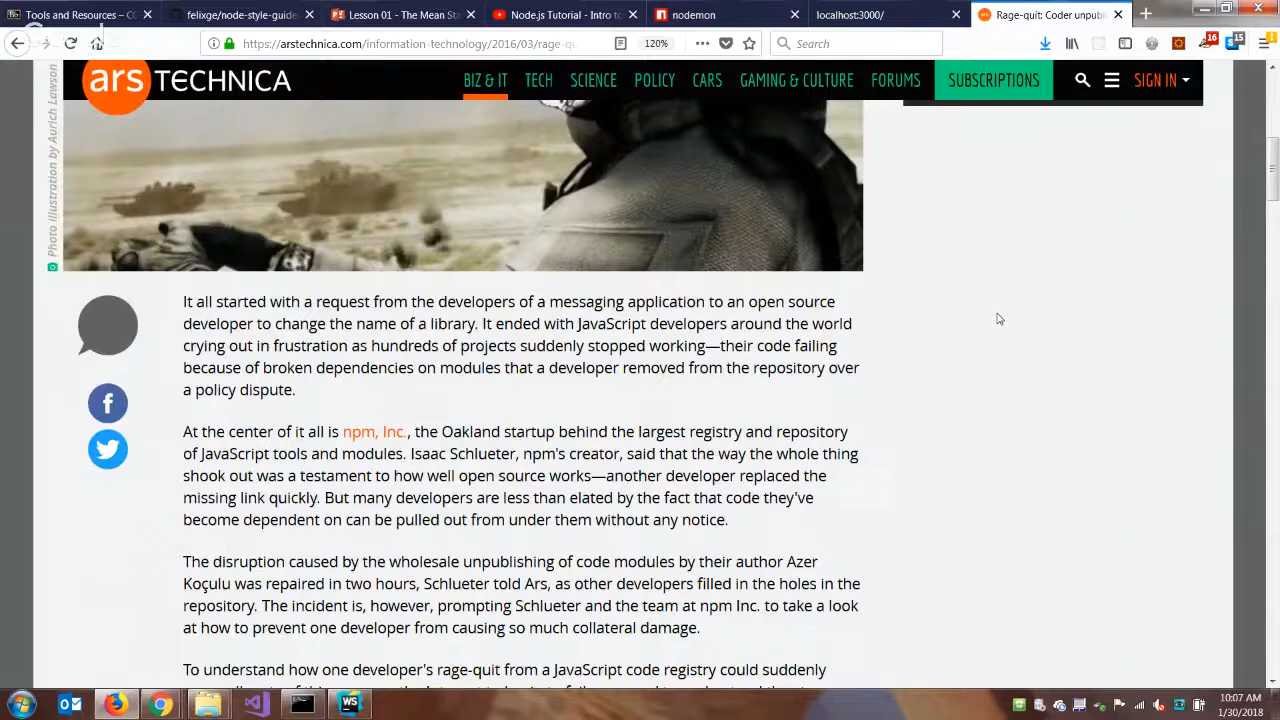 Tools and Resources - CC
felixge/node-style-guide
Lesson 01 - The Mean St
Node.js Tutorial - Intro to
nodemon
localhost:3000/
Rage-quit: Coder unpubl
https://arstechnica.com/information-technology/2016/03/rage-qu
120%
Search
16
15
ars TECHNICA
BIZ & IT
TECH
SCIENCE
POLICY
CARS
GAMING & CULTURE
FORUMS
SUBSCRIPTIONS
SIGN IN
Photo Illustration by Aurich Lawson
It all started with a request from the developers of a messaging application to an open source
developer to change the name of a library. It ended with JavaScript developers around the world
crying out in frustration as hundreds of projects suddenly stopped working—their code failing
because of broken dependencies on modules that a developer removed from the repository over
a policy dispute.
At the center of it all is npm, Inc., the Oakland startup behind the largest registry and repository
of JavaScript tools and modules. Isaac Schlueter, npm's creator, said that the way the whole thing
shook out was a testament to how well open source works—another developer replaced the
missing link quickly. But many developers are less than elated by the fact that code they've
become dependent on can be pulled out from under them without any notice.
The disruption caused by the wholesale unpublishing of code modules by their author Azer
Koçulu was repaired in two hours, Schlueter told Ars, as other developers filled in the holes in the
repository. The incident is, however, prompting Schlueter and the team at npm Inc. to take a look
at how to prevent one developer from causing so much collateral damage.
To understand how one developer's rage-quit from a JavaScript code registry could suddenly
WS
10:07 AM
1/30/2018